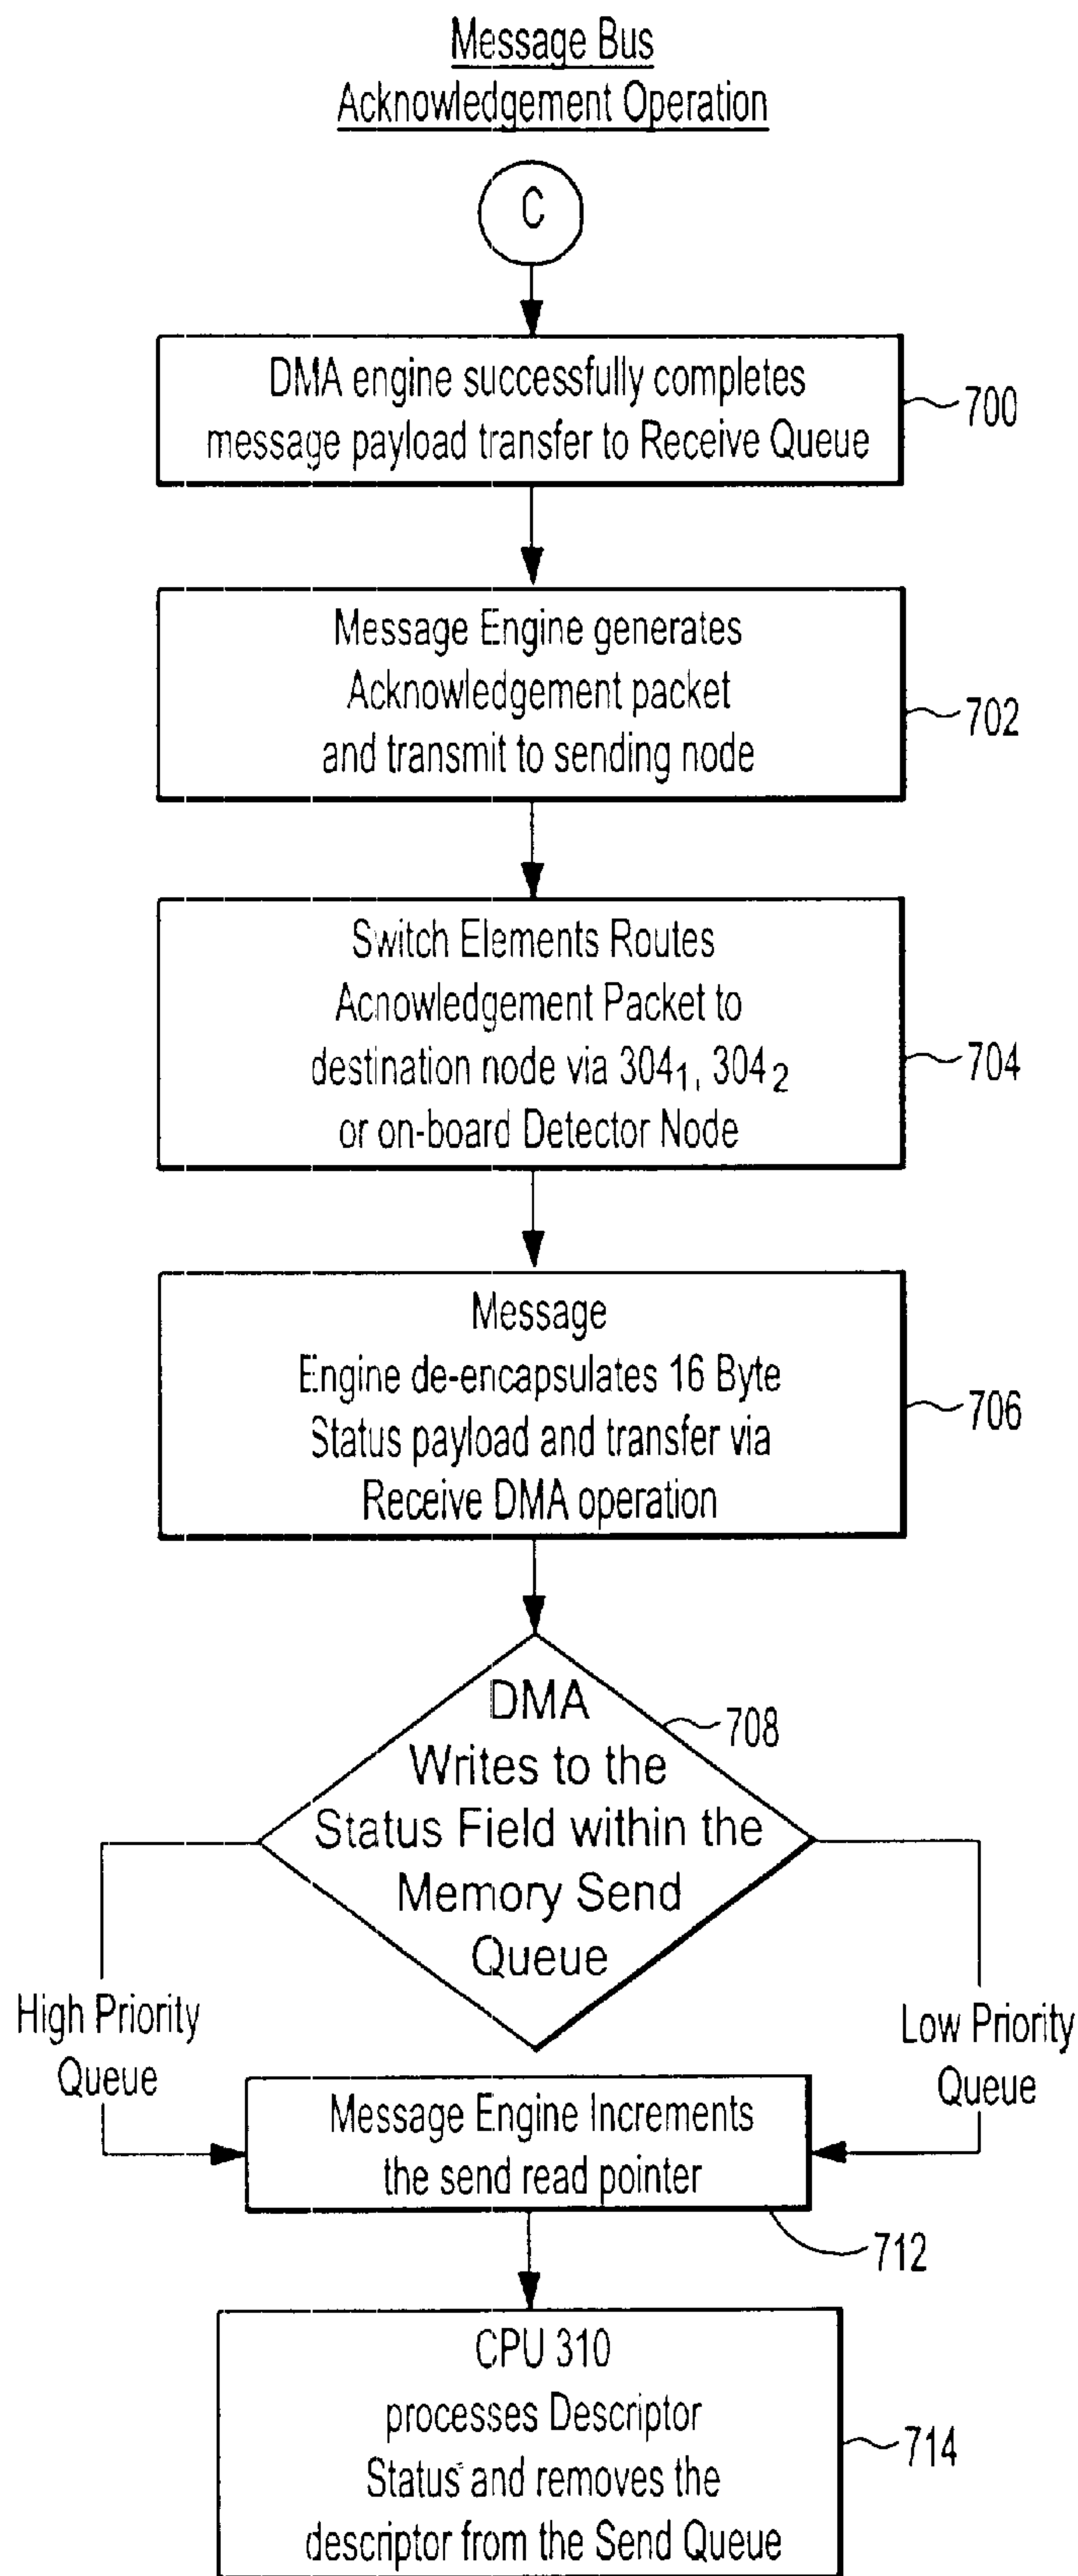 Message Bus
Acknowledgement Operation
C
DMA engine successfully completes
message payload transfer to Receive Queue
700
Message Engine generates
Acknowledgement packet
and transmit to sending node
702
Switch Elements Routes
Acnowledgement Packet to
destination node via 304₁, 304₂
or on-board Detector Node
704
Message
Engine de-encapsulates 16 Byte
Status payload and transfer via
Receive DMA operation
706
DMA
Writes to the
Status Field within the
Memory Send
Queue
708
High Priority
Queue
Low Priority
Queue
Message Engine Increments
the send read pointer
712
CPU 310
processes Descriptor
Status and removes the
descriptor from the Send Queue
714